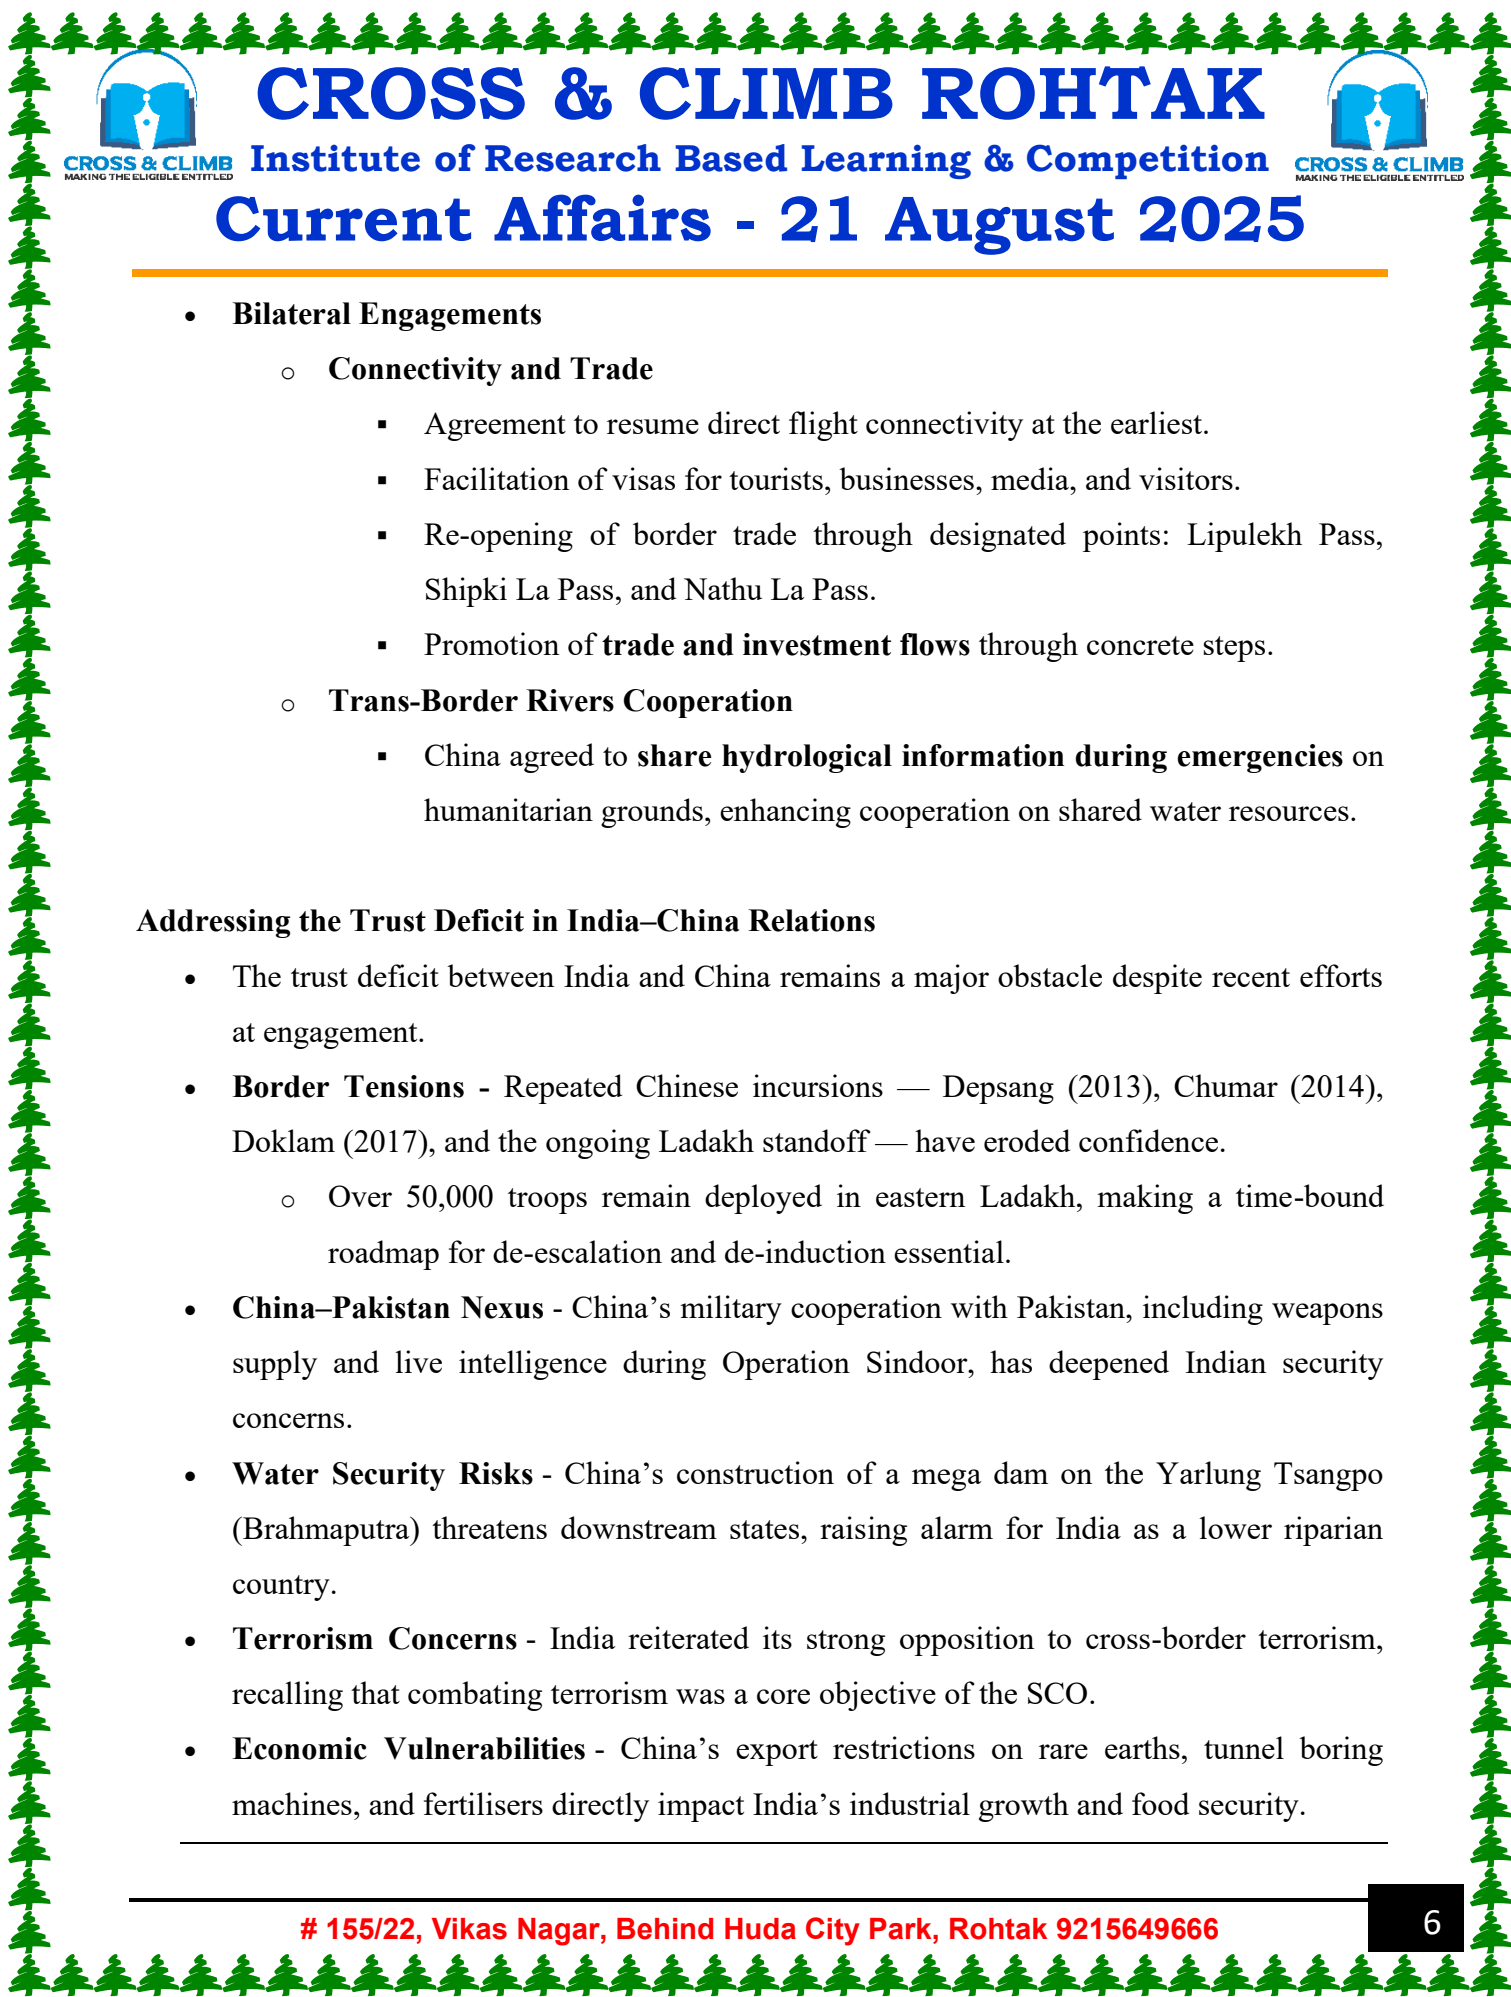 CROSS & CLIMB ROHTAK
CROSS & CLIMB
MAKING THE ELIGIBLE ENTITLED
Institute of Research Based Learning & Competition
CROSS & CLIMB
MAKING THE ELIGIBLE ENTITLED
Current Affairs - 21 August 2025
• Bilateral Engagements
o Connectivity and Trade
▪ Agreement to resume direct flight connectivity at the earliest.
▪ Facilitation of visas for tourists, businesses, media, and visitors.
▪ Re-opening of border trade through designated points: Lipulekh Pass,
Shipki La Pass, and Nathu La Pass.
▪ Promotion of trade and investment flows through concrete steps.
o Trans-Border Rivers Cooperation
▪ China agreed to share hydrological information during emergencies on
humanitarian grounds, enhancing cooperation on shared water resources.
Addressing the Trust Deficit in India–China Relations
• The trust deficit between India and China remains a major obstacle despite recent efforts
at engagement.
• Border Tensions - Repeated Chinese incursions — Depsang (2013), Chumar (2014),
Doklam (2017), and the ongoing Ladakh standoff — have eroded confidence.
o Over 50,000 troops remain deployed in eastern Ladakh, making a time-bound
roadmap for de-escalation and de-induction essential.
• China–Pakistan Nexus - China’s military cooperation with Pakistan, including weapons
supply and live intelligence during Operation Sindoor, has deepened Indian security
concerns.
• Water Security Risks - China’s construction of a mega dam on the Yarlung Tsangpo
(Brahmaputra) threatens downstream states, raising alarm for India as a lower riparian
country.
• Terrorism Concerns - India reiterated its strong opposition to cross-border terrorism,
recalling that combating terrorism was a core objective of the SCO.
• Economic Vulnerabilities - China’s export restrictions on rare earths, tunnel boring
machines, and fertilisers directly impact India’s industrial growth and food security.
# 155/22, Vikas Nagar, Behind Huda City Park, Rohtak 9215649666
6